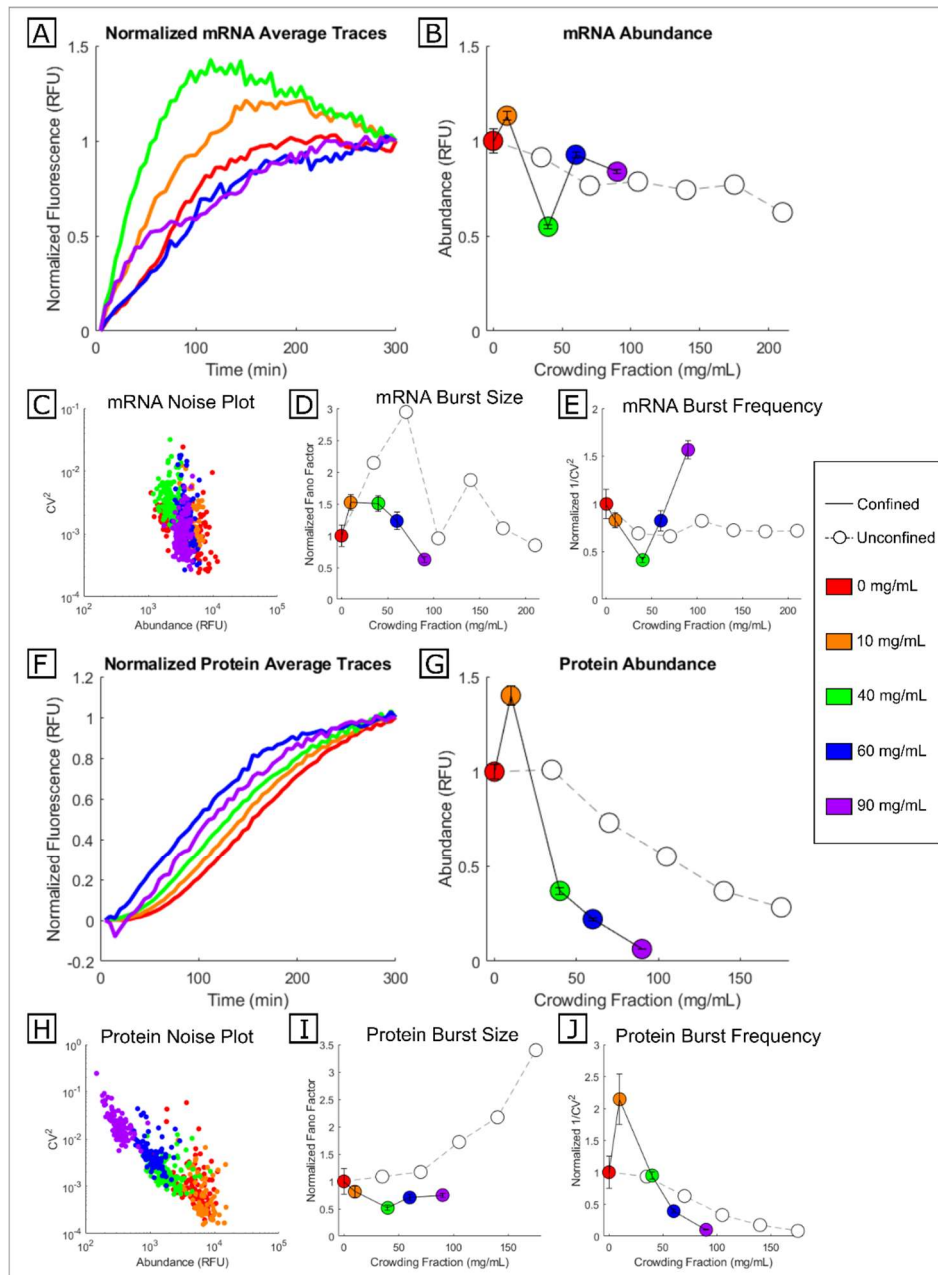 A
Normalized mRNA Average Traces
Normalized Fluorescence (RFU)
1.5
1
0.5
0
0
100
200
300
Time (min)
B
mRNA Abundance
Abundance (RFU)
1.5
1
0.5
0
0
50
100
150
200
Crowding Fraction (mg/mL)
C
mRNA Noise Plot
CV²
10⁻¹
10⁻²
10⁻³
10⁻⁴
10²
10³
10⁴
10⁵
Abundance (RFU)
D
mRNA Burst Size
Normalized Fano Factor
3
2.5
2
1.5
1
0.5
0
0
50
100
150
200
Crowding Fraction (mg/mL)
E
mRNA Burst Frequency
Normalized 1/CV²
2
1.5
1
0.5
0
0
50
100
150
200
Crowding Fraction (mg/mL)
Confined
Unconfined
0 mg/mL
10 mg/mL
40 mg/mL
60 mg/mL
90 mg/mL
F
Normalized Protein Average Traces
Normalized Fluorescence (RFU)
1.2
1
0.8
0.6
0.4
0.2
0
-0.2
0
100
200
300
Time (min)
G
Protein Abundance
Abundance (RFU)
1.5
1
0.5
0
0
50
100
150
Crowding Fraction (mg/mL)
H
Protein Noise Plot
CV²
10⁰
10⁻¹
10⁻²
10⁻³
10⁻⁴
10²
10³
10⁴
10⁵
Abundance (RFU)
I
Protein Burst Size
Normalized Fano Factor
3.5
3
2.5
2
1.5
1
0.5
0
0
50
100
150
Crowding Fraction (mg/mL)
J
Protein Burst Frequency
Normalized 1/CV²
3
2.5
2
1.5
1
0.5
0
0
50
100
150
Crowding Fraction (mg/mL)